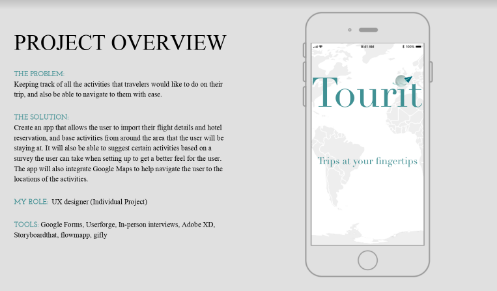 PROJECT OVERVIEW
THE PROBLEM:
Keeping track of all the activities that travelers would like to do on their
trip, and also be able to navigate to them with ease.
THE SOLUTION:
Create an app that allows the user to import their flight details and hotel
reservation, and base activities from around the area that the user will be
staying at. It will also be able to suggest certain activities based on a
survey the user can take when setting up to get a better feel for the user.
The app will also integrate Google Maps to help navigate the user to the
locations of the activities.
MY ROLE: UX designer (Individual Project)
TOOLS: Google Forms, Userforge, In-person interviews, Adobe XD,
Storyboardthat, flowmapp, gifly
Tourit
Trips at your fingertips